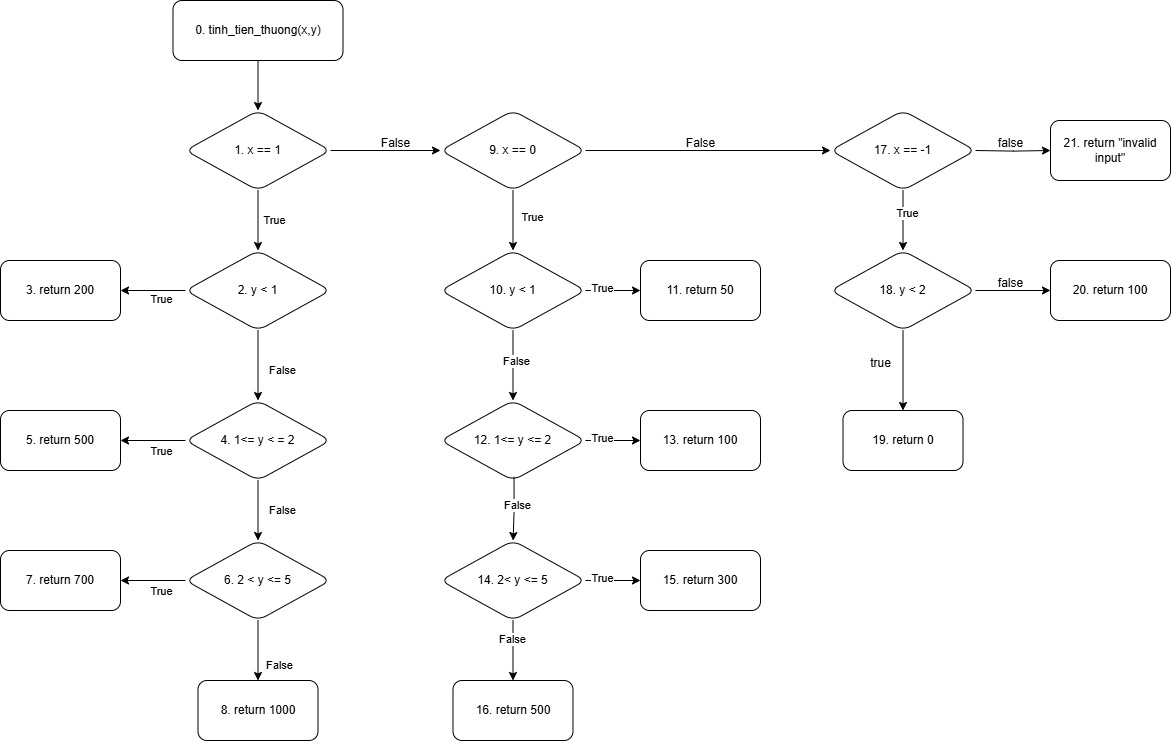 0. tinh_tien_thuong(x,y)
1. x == 1
False
9. x == 0
False
17. x == -1
false
21. return "invalid
input"
True
True
True
3. return 200
True
2. y < 1
10. y < 1
True
11. return 50
18. y < 2
false
20. return 100
False
False
true
5. return 500
True
4. 1<= y < = 2
12. 1<= y <= 2
True
13. return 100
19. return 0
False
False
7. return 700
True
6. 2 < y <= 5
14. 2< y <= 5
True
15. return 300
False
False
8. return 1000
16. return 500